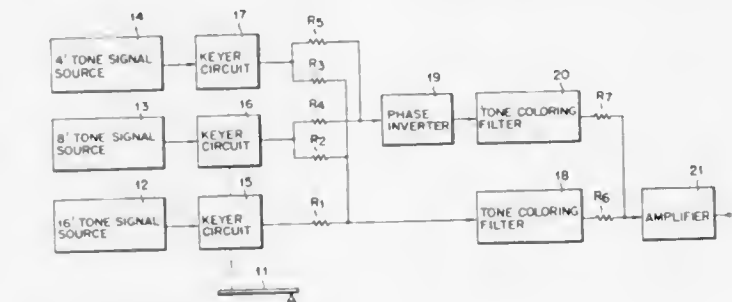 14
17
R5
4' TONE SIGNAL
SOURCE
KEYER
CIRCUIT
R3
19
20
13
16
R4
PHASE
INVERTER
TONE COLORING
FILTER
R7
8' TONE SIGNAL
SOURCE
KEYER
CIRCUIT
R2
12
15
18
21
16' TONE SIGNAL
SOURCE
KEYER
CIRCUIT
R1
TONE COLORING
FILTER
R6
AMPLIFIER
11